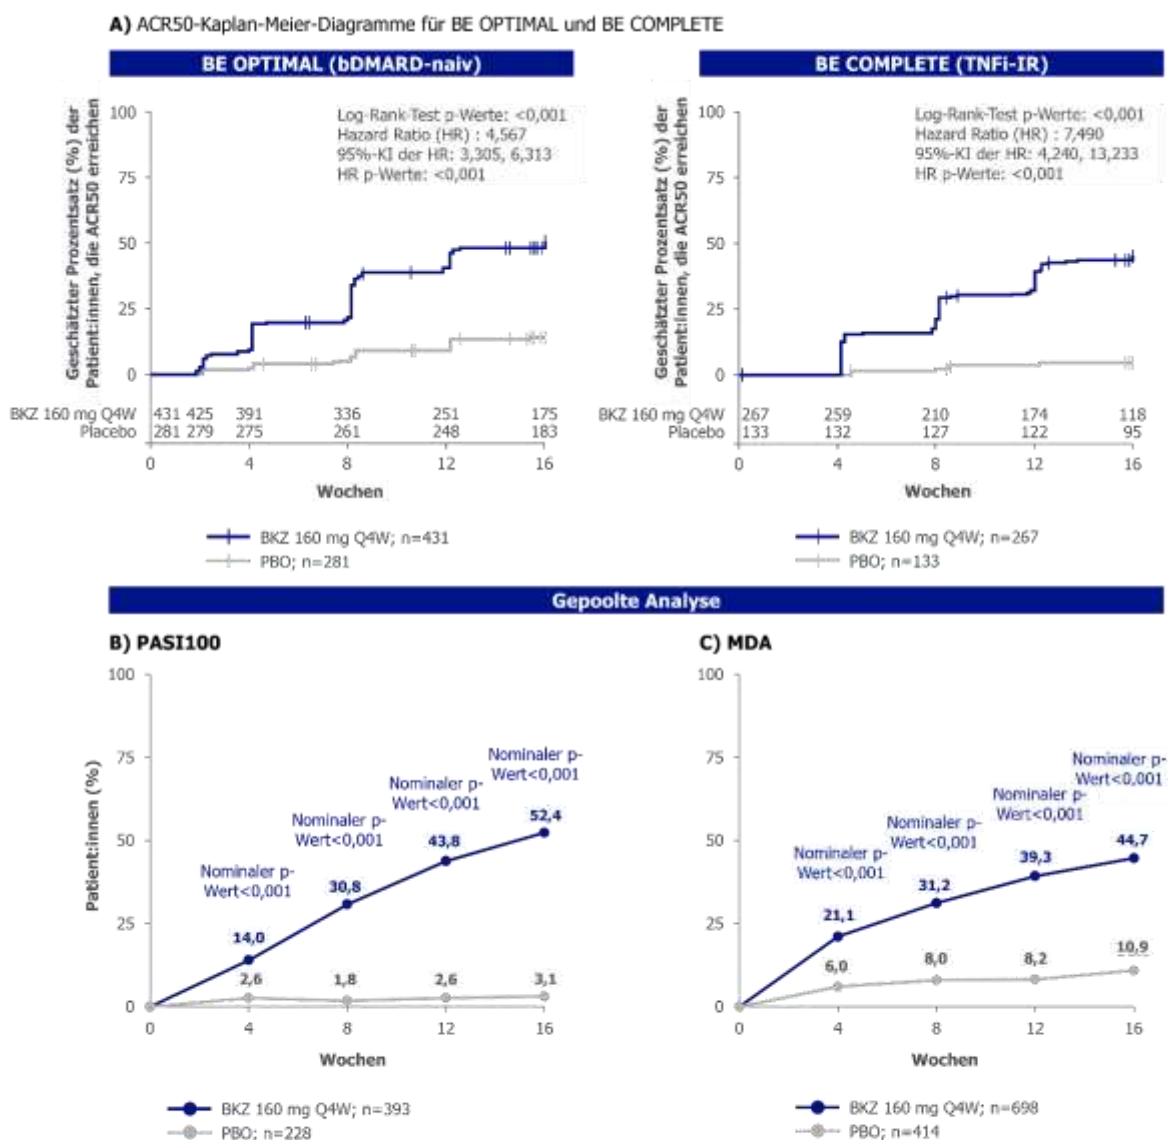 A) ACR50-Kaplan-Meier-Diagramme für BE OPTIMAL und BE COMPLETE
BE OPTIMAL (bDMARD-naiv)
Geschätzter Prozentsatz (%) der
Patient:innen, die ACR50 erreichen
100
75
50
25
0
Log-Rank-Test p-Werte: <0,001
Hazard Ratio (HR) : 4,567
95%-KI der HR: 3,305, 6,313
HR p-Werte: <0,001
BKZ 160 mg Q4W 431 425 391 336 251 175
Placebo 281 279 275 261 248 183
0 4 8 12 16
Wochen
BKZ 160 mg Q4W; n=431
PBO; n=281
BE COMPLETE (TNFi-IR)
Geschätzter Prozentsatz (%) der
Patient:innen, die ACR50 erreichen
100
75
50
25
0
Log-Rank-Test p-Werte: <0,001
Hazard Ratio (HR) : 7,490
95%-KI der HR: 4,240, 13,233
HR p-Werte: <0,001
BKZ 160 mg Q4W 267 259 210 174 118
Placebo 133 132 127 122 95
0 4 8 12 16
Wochen
BKZ 160 mg Q4W; n=267
PBO; n=133
Gepoolte Analyse
B) PASI100
Patient:innen (%)
100
75
50
25
0
Nominaler p-
Wert<0,001
Nominaler p-
Wert<0,001
Nominaler p-
Wert<0,001
Nominaler p-
Wert<0,001
14,0 30,8 43,8 52,4
2,6 1,8 2,6 3,1
0 4 8 12 16
Wochen
BKZ 160 mg Q4W; n=393
PBO; n=228
C) MDA
100
75
50
25
0
Nominaler p-
Wert<0,001
Nominaler p-
Wert<0,001
Nominaler p-
Wert<0,001
Nominaler p-
Wert<0,001
21,1 31,2 39,3 44,7
6,0 8,0 8,2 10,9
0 4 8 12 16
Wochen
BKZ 160 mg Q4W; n=698
PBO; n=414